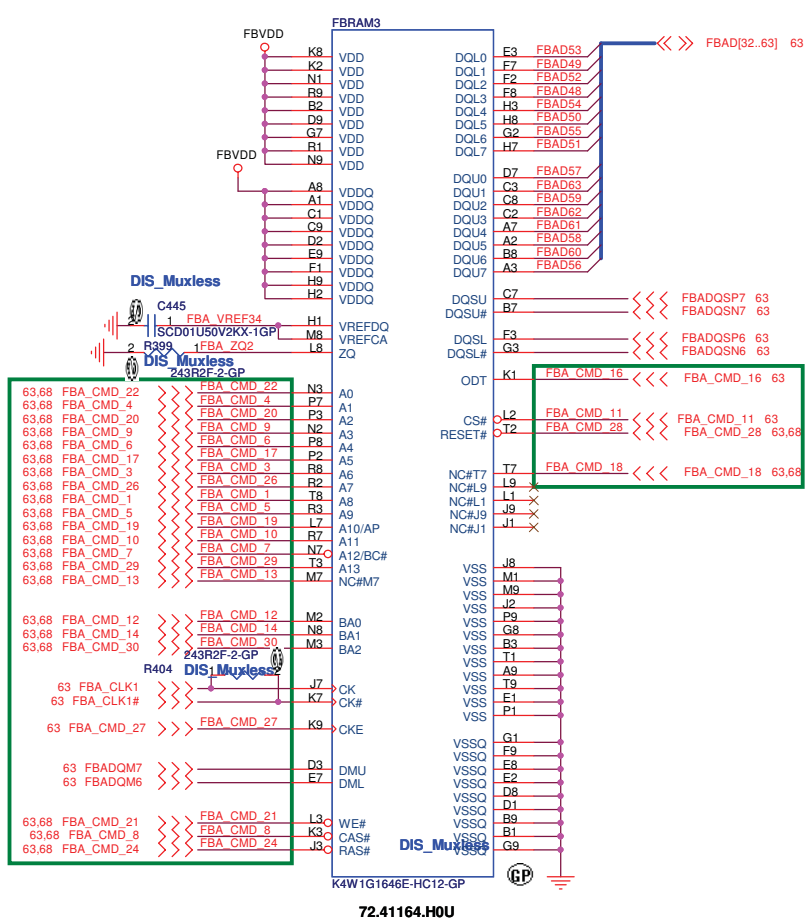 FBVDD
FBRAM3
K8 VDD
K2 VDD
N1 VDD
R9 VDD
B2 VDD
D9 VDD
G7 VDD
R1 VDD
N9 VDD
FBVDD
A8 VDDQ
A1 VDDQ
C1 VDDQ
C9 VDDQ
D2 VDDQ
E9 VDDQ
F1 VDDQ
H9 VDDQ
H2 VDDQ
DIS_Muxless
C445
2 1 FBA_VREF34 H1 VREFDQ
SCD01U50V2KX-1GP M8 VREFCA
2 R399 1 FBA_ZQ2 L8 ZQ
DIS_Muxless
243R2F-2-GP
63,68 FBA_CMD_22 FBA_CMD_22 N3 A0
63,68 FBA_CMD_4 FBA_CMD_4 P7 A1
63,68 FBA_CMD_20 FBA_CMD_20 P3 A2
63,68 FBA_CMD_9 FBA_CMD_9 N2 A3
63,68 FBA_CMD_6 FBA_CMD_6 P8 A4
63,68 FBA_CMD_17 FBA_CMD_17 P2 A5
63,68 FBA_CMD_3 FBA_CMD_3 R8 A6
63,68 FBA_CMD_26 FBA_CMD_26 R2 A7
63,68 FBA_CMD_1 FBA_CMD_1 T8 A8
63,68 FBA_CMD_5 FBA_CMD_5 R3 A9
63,68 FBA_CMD_19 FBA_CMD_19 L7 A10/AP
63,68 FBA_CMD_10 FBA_CMD_10 R7 A11
63,68 FBA_CMD_7 FBA_CMD_7 N7 A12/BC#
63,68 FBA_CMD_29 FBA_CMD_29 T3 A13
63,68 FBA_CMD_13 FBA_CMD_13 M7 NC#M7
63,68 FBA_CMD_12 FBA_CMD_12 M2 BA0
63,68 FBA_CMD_14 FBA_CMD_14 N8 BA1
63,68 FBA_CMD_30 FBA_CMD_30 M3 BA2
243R2F-2-GP
R404 DIS_Muxless
1 2
63 FBA_CLK1 J7 CK
63 FBA_CLK1# K7 CK#
63 FBA_CMD_27 FBA_CMD_27 K9 CKE
63 FBADQM7 D3 DMU
63 FBADQM6 E7 DML
63,68 FBA_CMD_21 FBA_CMD_21 L3 WE#
63,68 FBA_CMD_8 FBA_CMD_8 K3 CAS#
63,68 FBA_CMD_24 FBA_CMD_24 J3 RAS#
DQL0 E3 FBAD53 FBAD[32..63] 63
DQL1 F7 FBAD49
DQL2 F2 FBAD52
DQL3 F8 FBAD48
DQL4 H3 FBAD54
DQL5 H8 FBAD50
DQL6 G2 FBAD55
DQL7 H7 FBAD51
DQU0 D7 FBAD57
DQU1 C3 FBAD63
DQU2 C8 FBAD59
DQU3 C2 FBAD62
DQU4 A7 FBAD61
DQU5 A2 FBAD58
DQU6 B8 FBAD60
DQU7 A3 FBAD56
DQSU C7 FBADQSP7 63
DQSU# B7 FBADQSN7 63
DQSL F3 FBADQSP6 63
DQSL# G3 FBADQSN6 63
ODT K1 FBA_CMD_16 FBA_CMD_16 63
CS# L2 FBA_CMD_11 FBA_CMD_11 63
RESET# T2 FBA_CMD_28 FBA_CMD_28 63,68
NC#T7 T7 FBA_CMD_18 FBA_CMD_18 63,68
NC#L9 L9
NC#L1 L1
NC#J9 J9
NC#J1 J1
VSS J8
VSS M1
VSS M9
VSS J2
VSS P9
VSS G8
VSS B3
VSS T1
VSS A9
VSS T9
VSS E1
VSS P1
VSSQ G1
VSSQ F9
VSSQ E8
VSSQ E2
VSSQ D8
VSSQ D1
VSSQ B9
VSSQ B1
VSSQ G9
DIS_Muxless
GP
K4W1G1646E-HC12-GP
72.41164.H0U